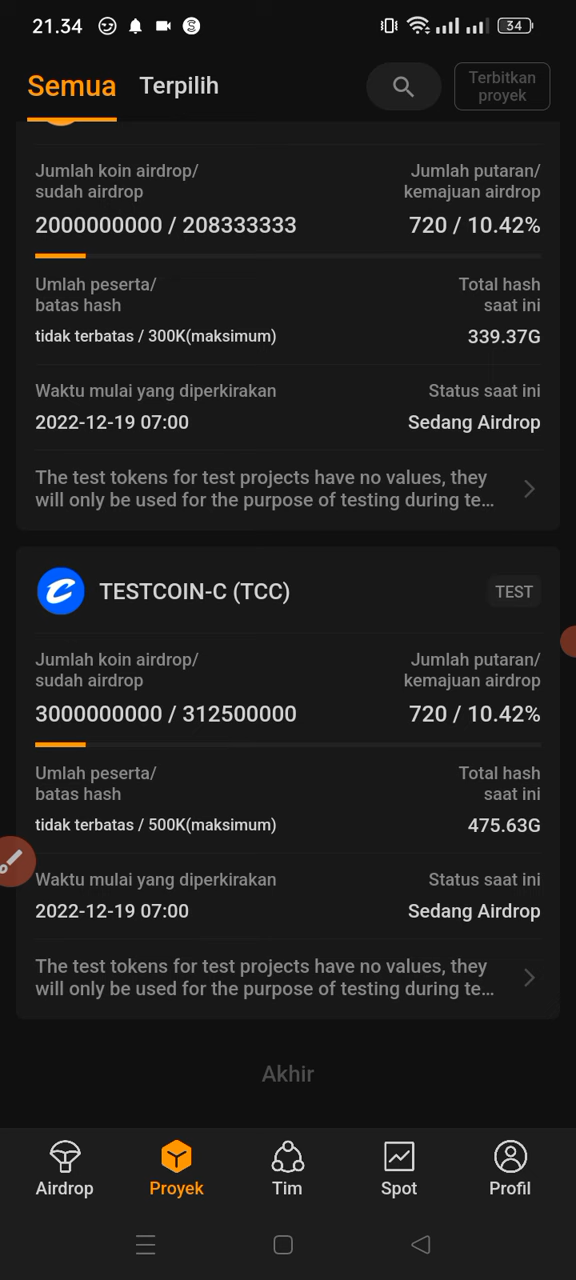 21.34
34
Semua Terpilih
Terbitkan
proyek
Jumlah koin airdrop/
sudah airdrop
Jumlah putaran/
kemajuan airdrop
2000000000 / 208333333
720 / 10.42%
Umlah peserta/
batas hash
Total hash
saat ini
tidak terbatas / 300K(maksimum)
339.37G
Waktu mulai yang diperkirakan
Status saat ini
2022-12-19 07:00
Sedang Airdrop
The test tokens for test projects have no values, they
will only be used for the purpose of testing during te...
TESTCOIN-C (TCC)
TEST
Jumlah koin airdrop/
sudah airdrop
Jumlah putaran/
kemajuan airdrop
3000000000 / 312500000
720 / 10.42%
Umlah peserta/
batas hash
Total hash
saat ini
tidak terbatas / 500K(maksimum)
475.63G
Waktu mulai yang diperkirakan
Status saat ini
2022-12-19 07:00
Sedang Airdrop
The test tokens for test projects have no values, they
will only be used for the purpose of testing during te...
Akhir
Airdrop
Proyek
Tim
Spot
Profil